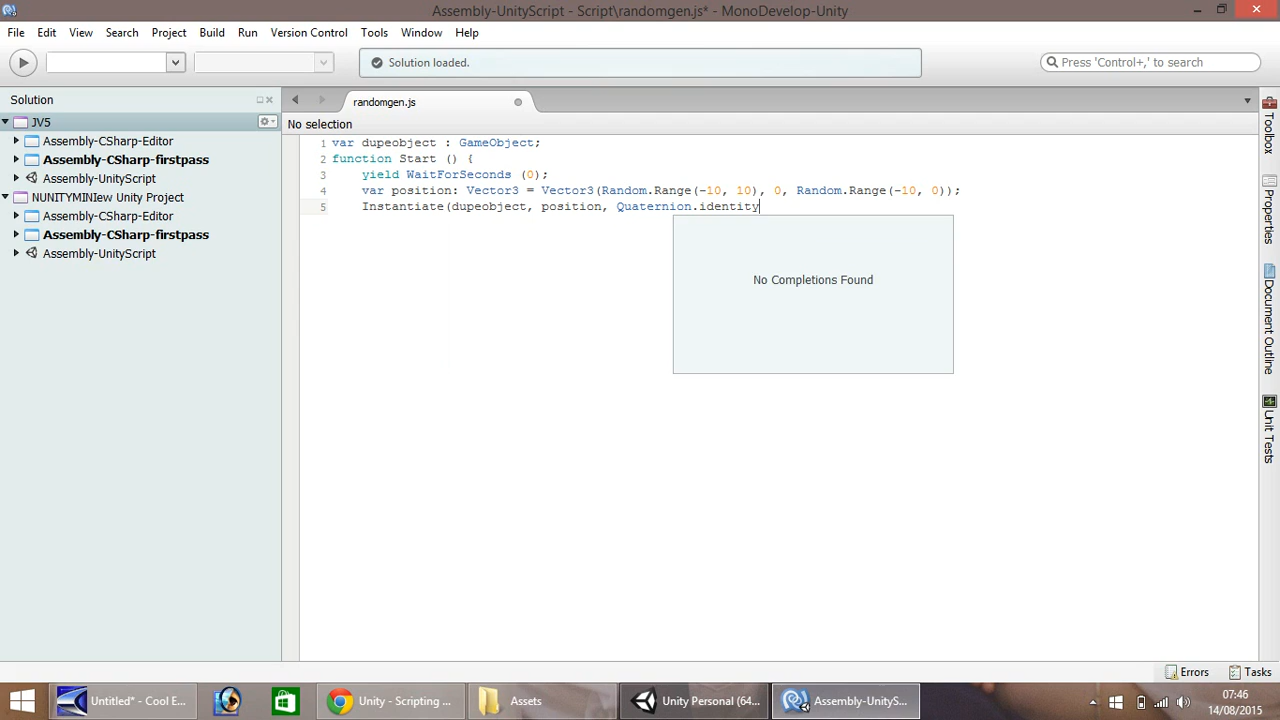 Assembly-UnityScript - Script\randomgen.js* - MonoDevelop-Unity
File Edit View Search Project Build Run Version Control Tools Window Help
Solution loaded.
Press 'Control+,' to search
Solution
randomgen.js
JV5
No selection
Assembly-CSharp-Editor
Assembly-CSharp-firstpass
Assembly-UnityScript
NUNITYMINIew Unity Project
Assembly-CSharp-Editor
Assembly-CSharp-firstpass
Assembly-UnityScript
1 var dupeobject : GameObject;
2 function Start () {
3 yield WaitForSeconds (0);
4 var position: Vector3 = Vector3(Random.Range(-10, 10), 0, Random.Range(-10, 0));
5 Instantiate(dupeobject, position, Quaternion.identity
No Completions Found
Toolbox
Properties
Document Outline
Unit Tests
Errors Tasks
Untitled* - Cool E...
Unity - Scripting ...
Assets
Unity Personal (64...
Assembly-UnityS...
07:46
14/08/2015